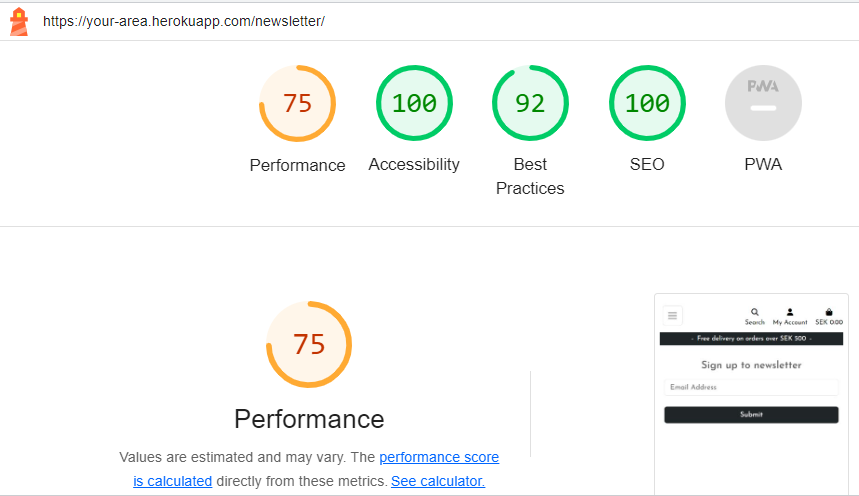 https://your-area.herokuapp.com/newsletter/
75
100
92
100
PWA
Performance
Accessibility
Best
Practices
SEO
PWA
75
Performance
Values are estimated and may vary. The performance score
is calculated directly from these metrics. See calculator.
Search
My Account
SEK 0.00
- Free delivery on orders over SEK 300 -
Sign up to newsletter
Email Address
Submit